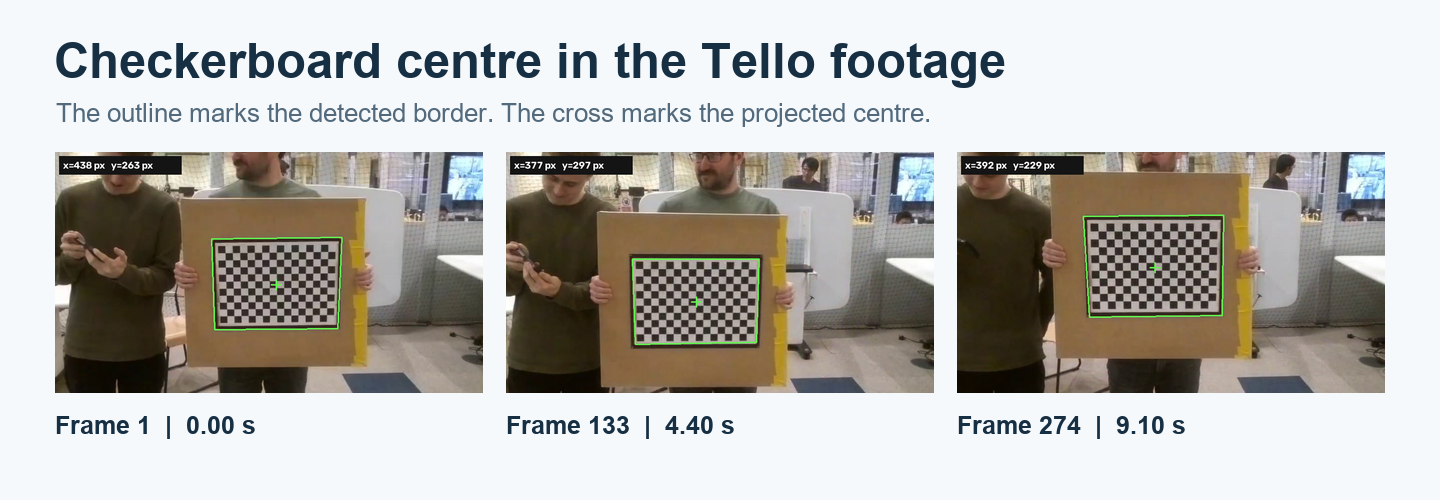 Checkerboard centre in the Tello footage
The outline marks the detected border. The cross marks the projected centre.
x=438 px y=263 px
x=377 px y=297 px
x=392 px y=229 px
Frame 1 | 0.00 s
Frame 133 | 4.40 s
Frame 274 | 9.10 s